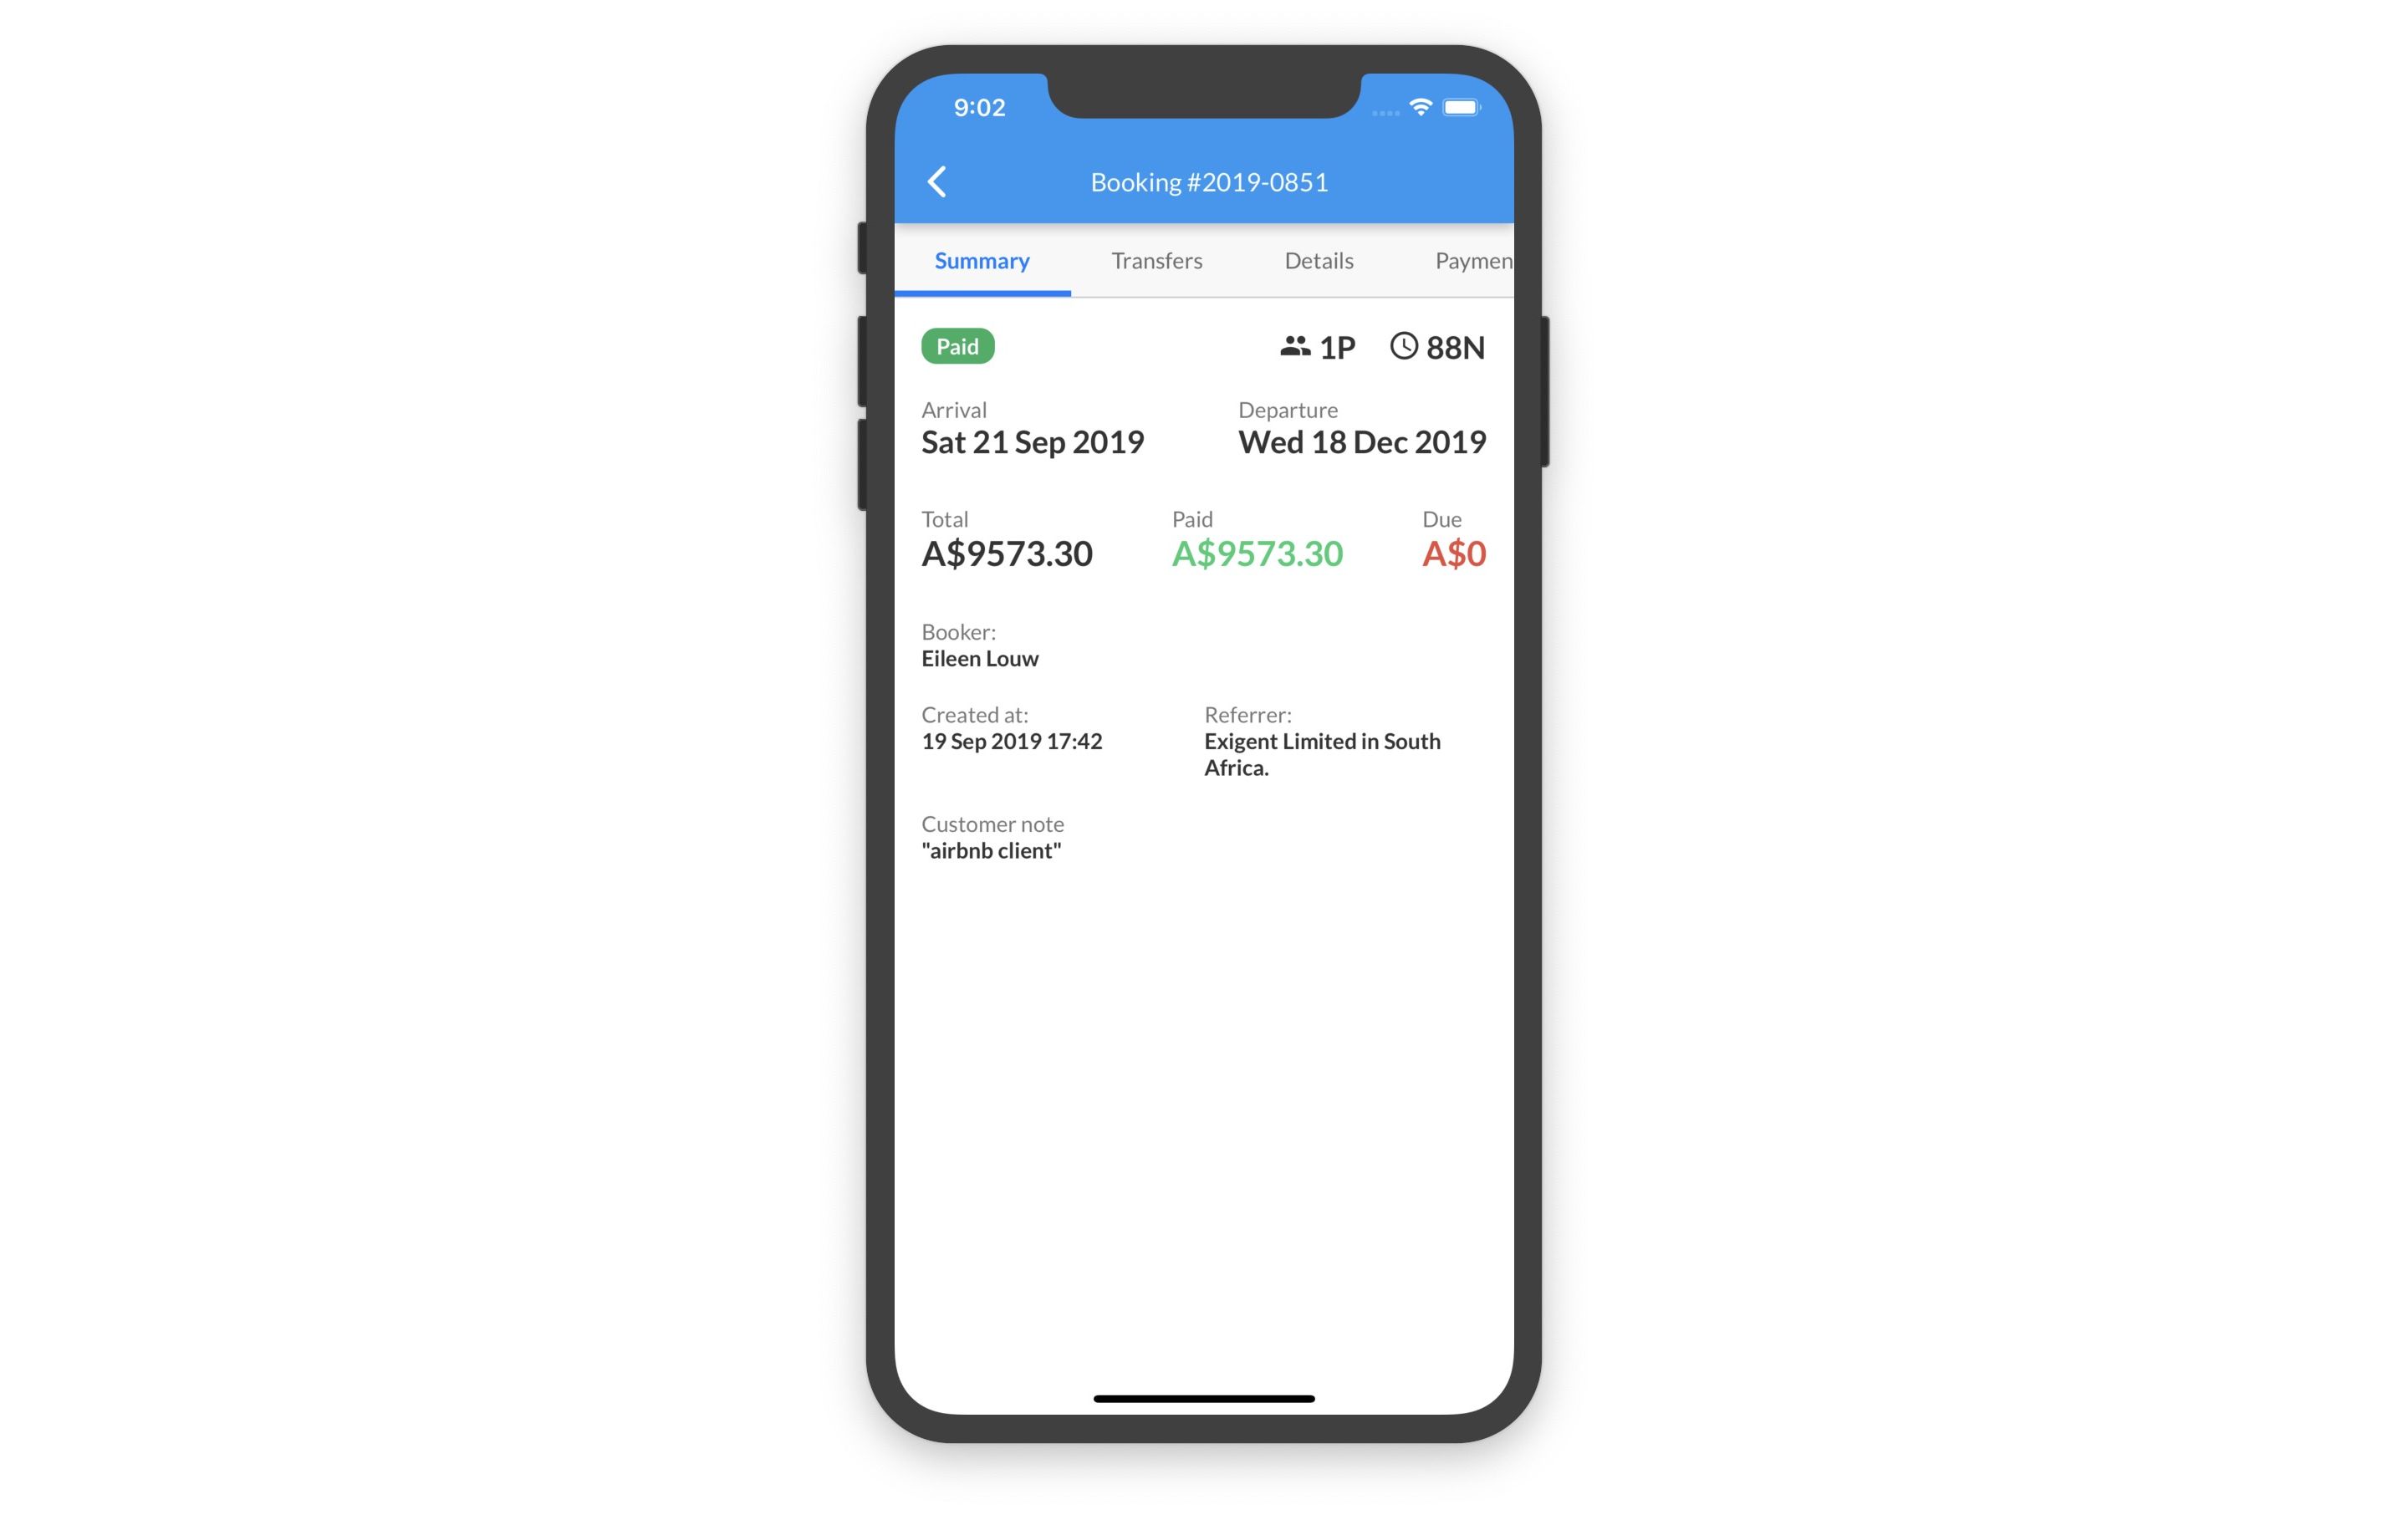 9:02
Booking #2019-0851
Summary Transfers Details Paymen
Paid 1P 88N
Arrival Departure
Sat 21 Sep 2019 Wed 18 Dec 2019
Total Paid Due
A$9573.30 A$9573.30 A$0
Booker:
Eileen Louw
Created at: Referrer:
19 Sep 2019 17:42 Exigent Limited in South
Africa.
Customer note
"airbnb client"